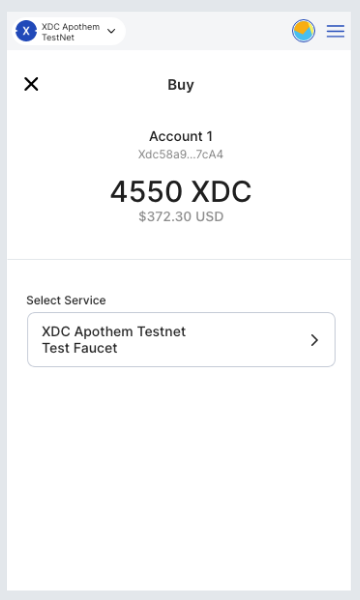 X
XDC Apothem
TestNet
Buy
Account 1
Xdc58a9...7cA4
4550 XDC
$372.30 USD
Select Service
XDC Apothem Testnet
Test Faucet